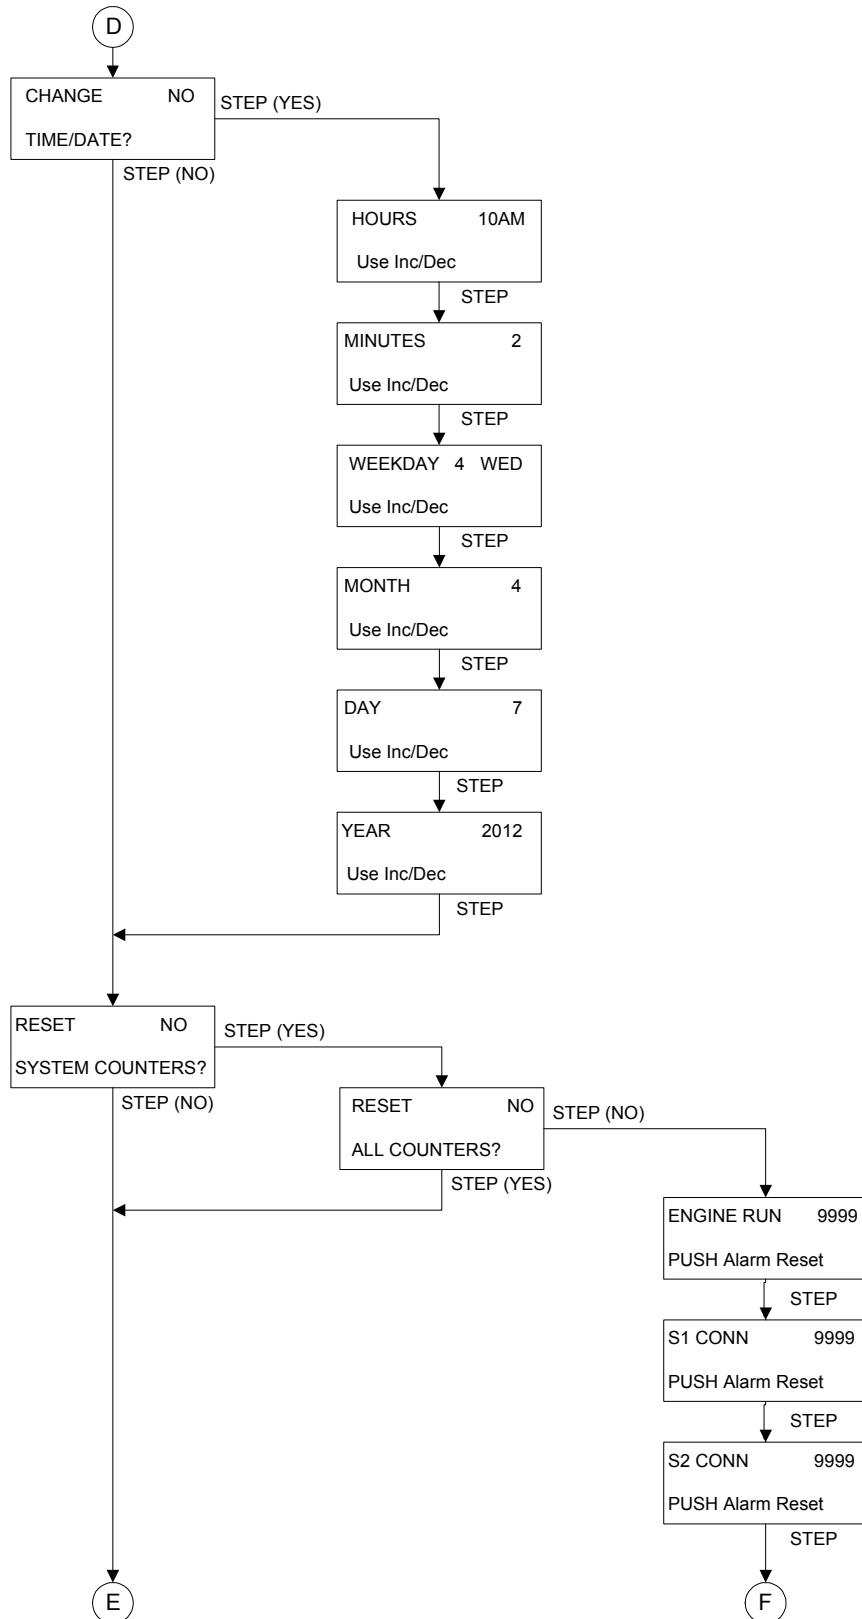 D
CHANGE NO
TIME/DATE?
STEP (YES)
STEP (NO)
HOURS 10AM
Use Inc/Dec
STEP
MINUTES 2
Use Inc/Dec
STEP
WEEKDAY 4 WED
Use Inc/Dec
STEP
MONTH 4
Use Inc/Dec
STEP
DAY 7
Use Inc/Dec
STEP
YEAR 2012
Use Inc/Dec
STEP
RESET NO
SYSTEM COUNTERS?
STEP (YES)
STEP (NO)
RESET NO
ALL COUNTERS?
STEP (NO)
STEP (YES)
ENGINE RUN 9999
PUSH Alarm Reset
STEP
S1 CONN 9999
PUSH Alarm Reset
STEP
S2 CONN 9999
PUSH Alarm Reset
STEP
E
F